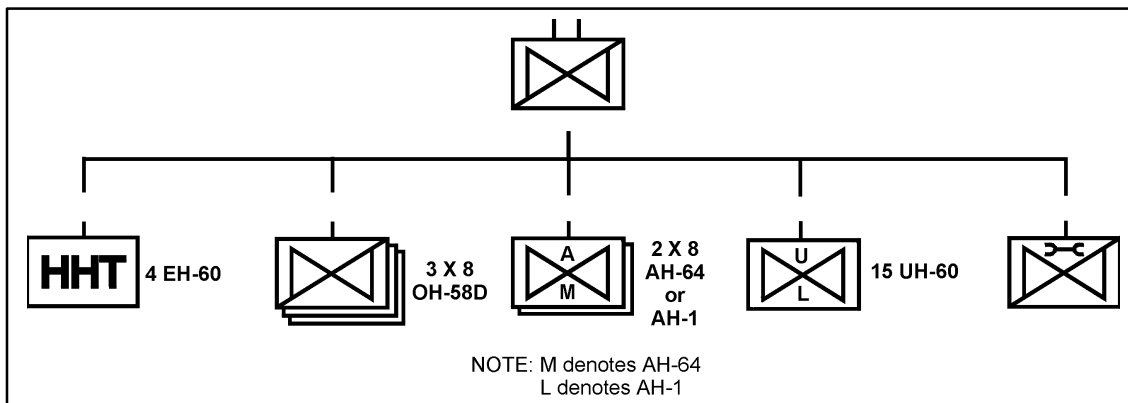 HHT
4 EH-60
3 X 8
OH-58D
A
M
2 X 8
AH-64
or
AH-1
U
L
15 UH-60
NOTE: M denotes AH-64
L denotes AH-1